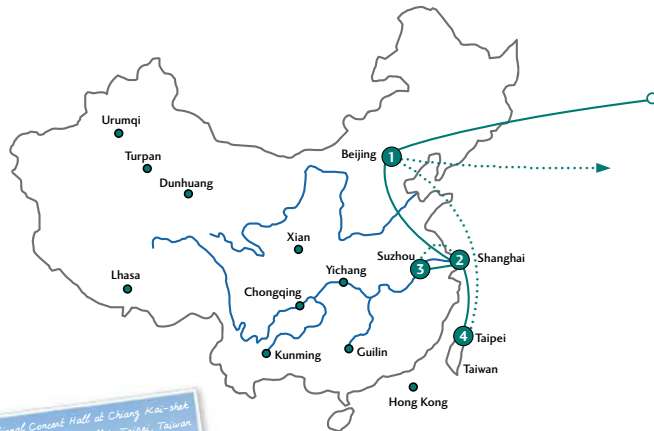 Urumqi
Turpan
Dunhuang
Beijing 1
Xian
Suzhou
2 Shanghai
3
Lhasa
Yichang
Chongqing
4 Taipei
Kunming
Guilin
Taiwan
Hong Kong
Concert Hall at Chiang Kai-shek
Taipei, Taiwan